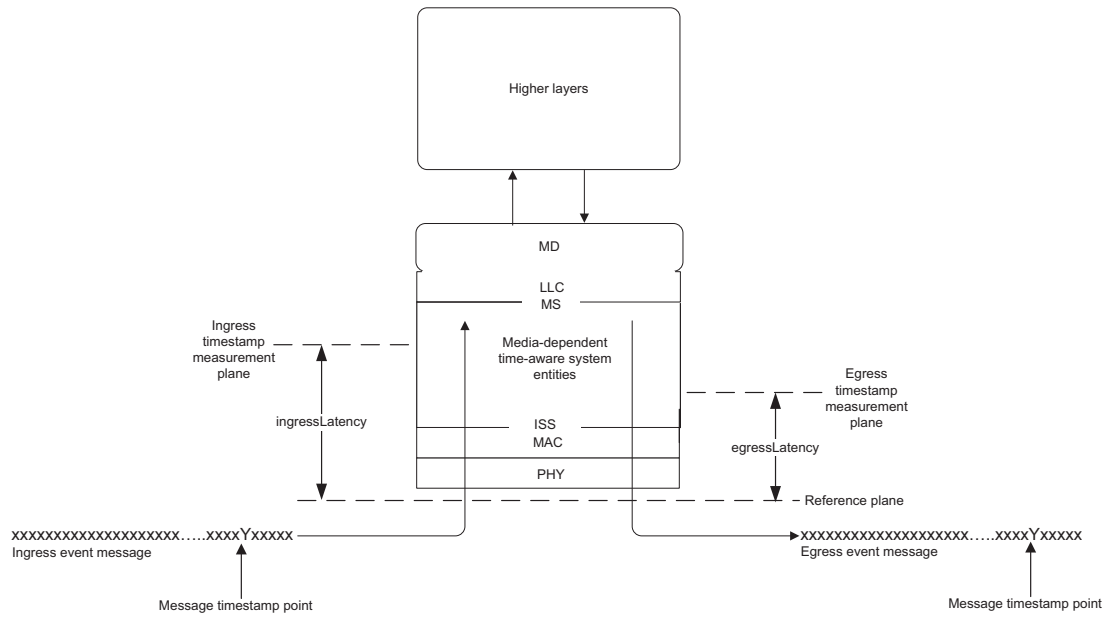 Higher layers
MD
LLC
MS
Ingress
timestamp
measurement
plane
Media-dependent
time-aware system
entities
Egress
timestamp
measurement
plane
ingressLatency
ISS
MAC
egressLatency
PHY
Reference plane
xxxxxxxxxxxxxxxxxxxx…..xxxxYxxxxx
Ingress event message
xxxxxxxxxxxxxxxxxxxx…..xxxxYxxxxx
Egress event message
Message timestamp point
Message timestamp point